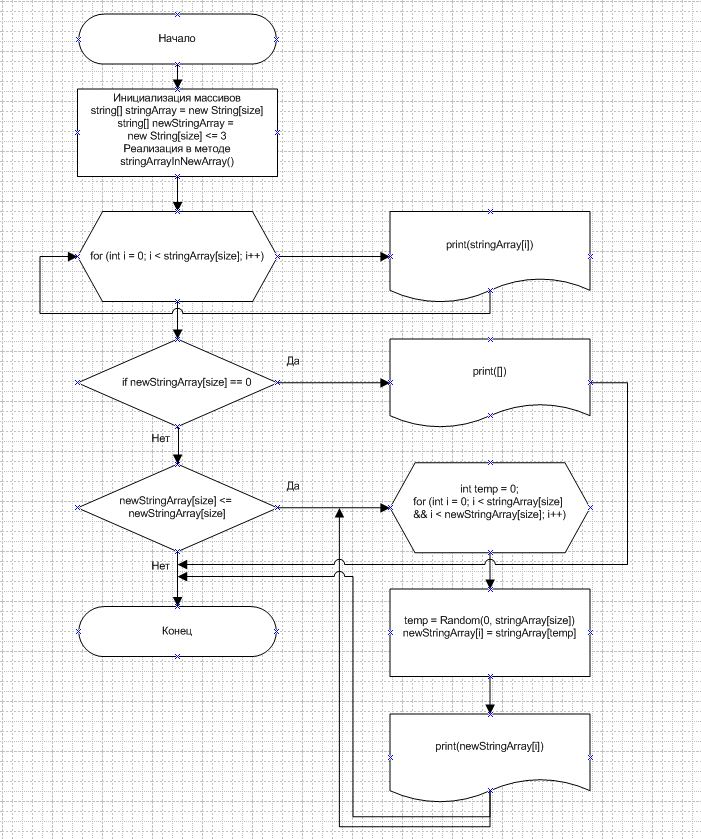 Начало
Инициализация массивов
string[] stringArray = new String[size]
string[] newStringArray =
new String[size] <= 3
Реализация в методе
stringArrayInNewArray()
for (int i = 0; i < stringArray[size]; i++)
print(stringArray[i])
if newStringArray[size] == 0
Да
print([])
Нет
newStringArray[size] <=
newStringArray[size]
Да
int temp = 0;
for (int i = 0; i < stringArray[size]
&& i < newStringArray[size]; i++)
Нет
Конец
temp = Random(0, stringArray[size])
newStringArray[i] = stringArray[temp]
print(newStringArray[i])